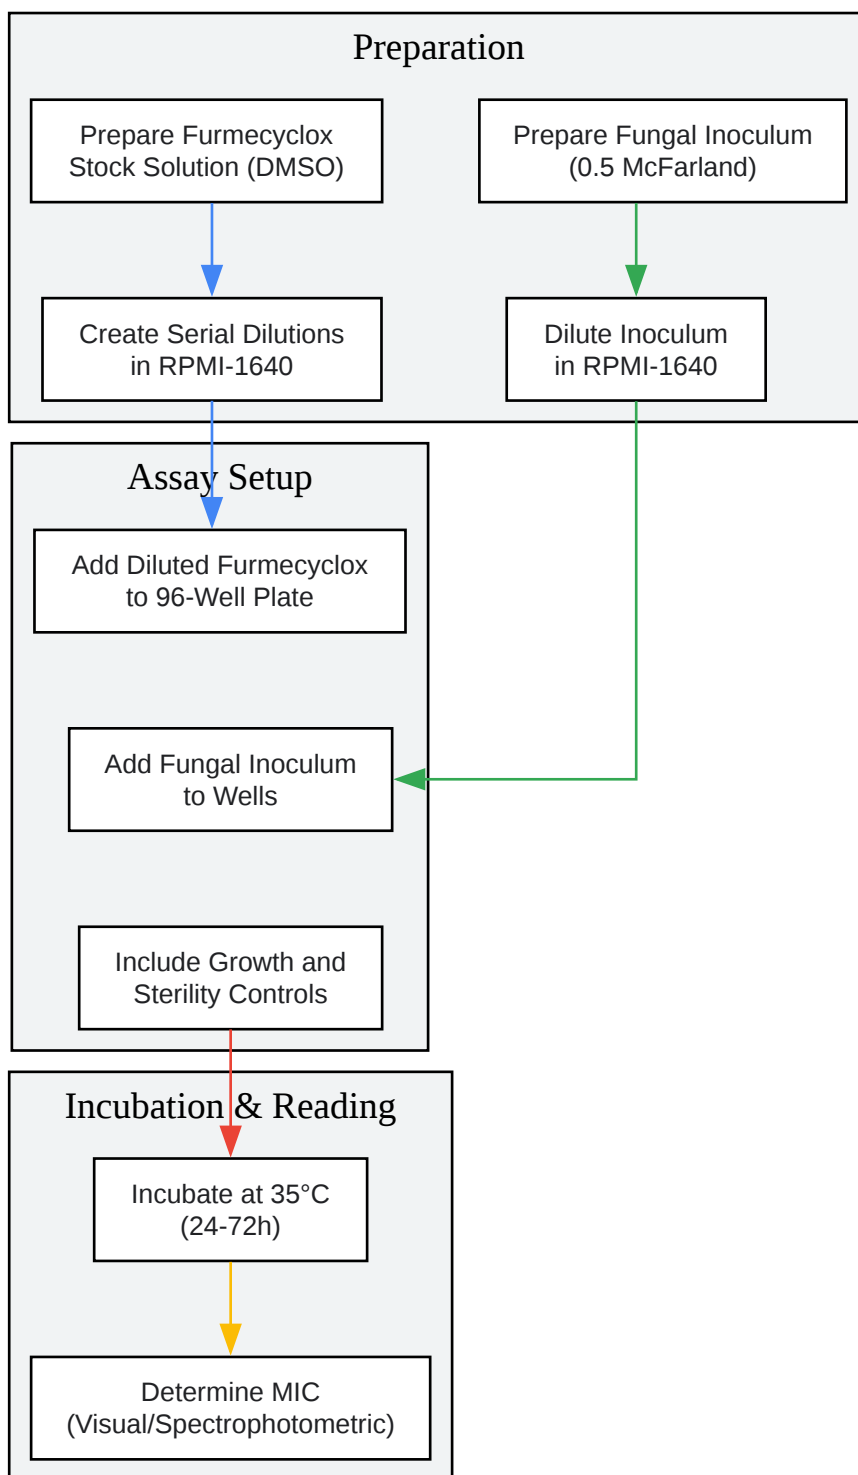 Preparation
Prepare Furmecyclox
Stock Solution (DMSO)
Prepare Fungal Inoculum
(0.5 McFarland)
Create Serial Dilutions
in RPMI-1640
Dilute Inoculum
in RPMI-1640
Assay Setup
Add Diluted Furmecyclox
to 96-Well Plate
Add Fungal Inoculum
to Wells
Include Growth and
Sterility Controls
Incubation & Reading
Incubate at 35°C
(24-72h)
Determine MIC
(Visual/Spectrophotometric)